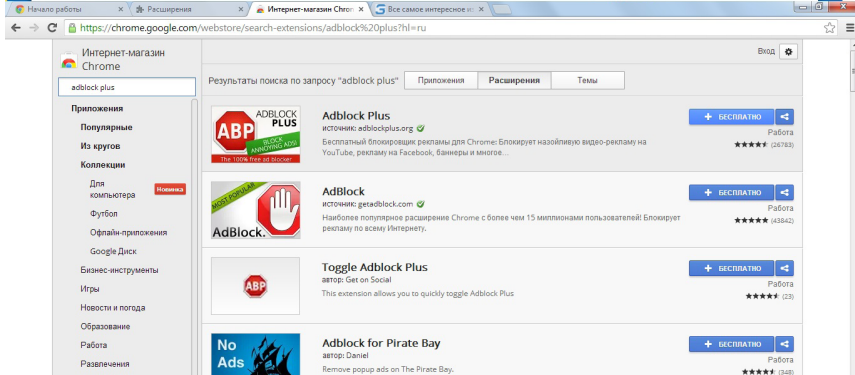 Начало работы
Расширения
Интернет-магазин Chron
Все самое интересное из
https://chrome.google.com/webstore/search-extensions/adblock%20plus?hl=ru
Интернет-магазин
Chrome
Вход
adblock plus
Результаты поиска по запросу "adblock plus"
Приложения
Расширения
Темы
Приложения
Популярные
Из кругов
Коллекции
Для
компьютера
Новинка
Футбол
Офлайн-приложения
Google Диск
Бизнес-инструменты
Игры
Новости и погода
Образование
Работа
Развлечения
ADBLOCK
PLUS
ABP
BLOCK
ANNOYING ADS!
The 100% free ad blocker
Adblock Plus
источник: adblockplus.org
Бесплатный блокировщик рекламы для Chrome: Блокирует назойливую видео-рекламу на
YouTube, рекламу на Facebook, баннеры и многое…
+ БЕСПЛАТНО
Работа
(26783)
MOST POPULAR
AdBlock.
AdBlock
источник: getadblock.com
Наиболее популярное расширение Chrome с более чем 15 миллионами пользователей! Блокирует
рекламу по всему Интернету.
+ БЕСПЛАТНО
Работа
(43842)
ABP
Toggle Adblock Plus
автор: Get on Social
This extension allows you to quickly toggle Adblock Plus
+ БЕСПЛАТНО
Работа
(23)
No
Ads
Adblock for Pirate Bay
автор: Daniel
Remove popup ads on The Pirate Bay.
+ БЕСПЛАТНО
Работа
(348)